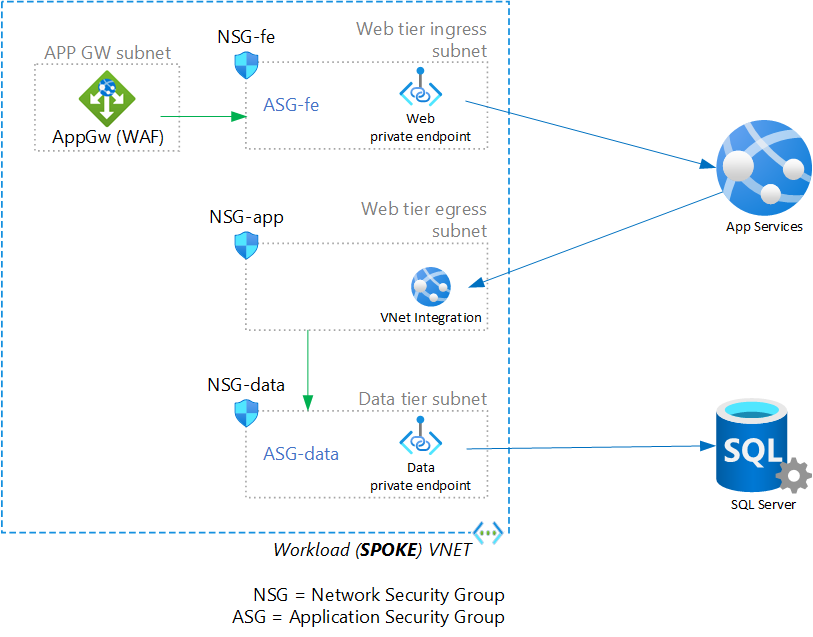 NSG-fe
Web tier ingress
subnet
APP GW subnet
ASG-fe
AppGw (WAF)
Web
private endpoint
App Services
NSG-app
Web tier egress
subnet
VNet Integration
NSG-data
Data tier subnet
ASG-data
Data
private endpoint
SQL
SQL Server
Workload (SPOKE) VNET
NSG = Network Security Group
ASG = Application Security Group